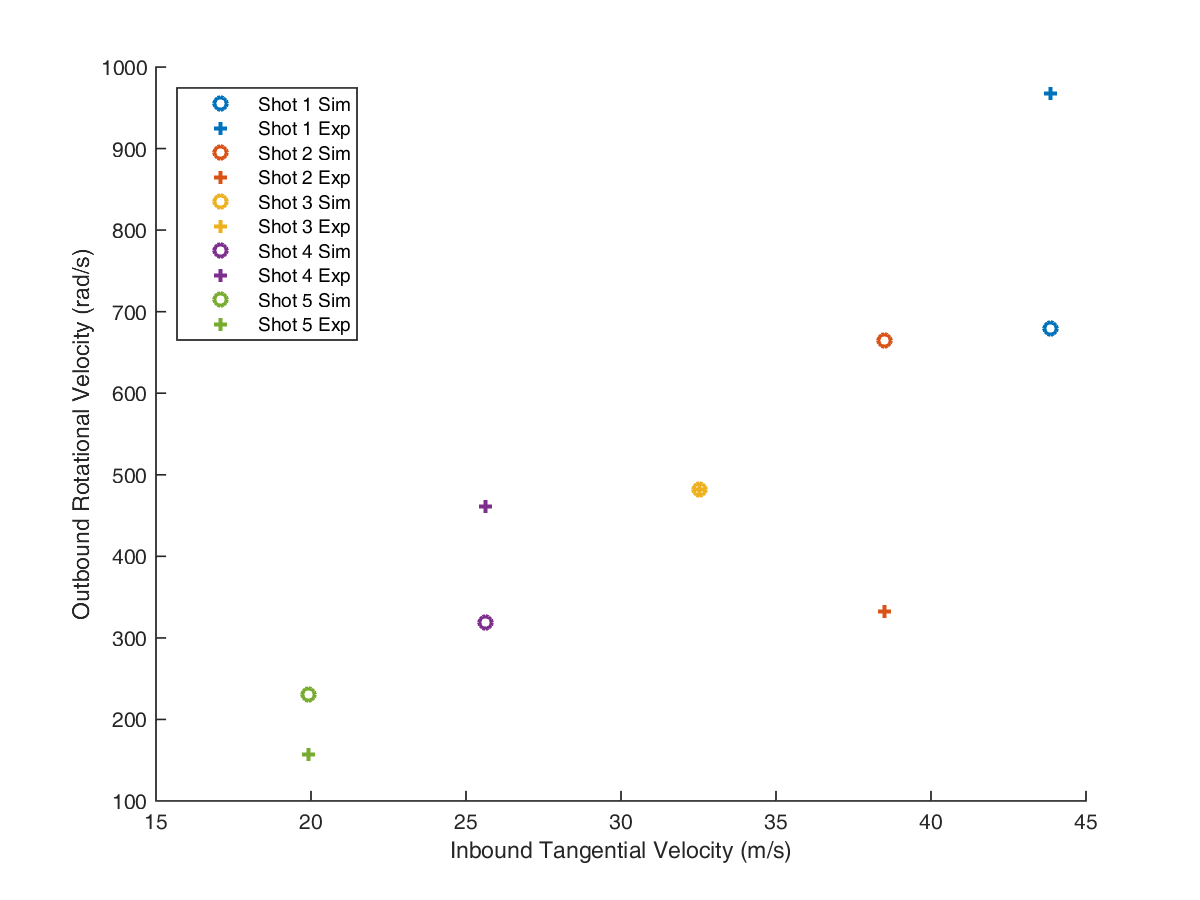 1000
900
800
700
600
500
400
300
200
100
Outbound Rotational Velocity (rad/s)
Shot 1 Sim
Shot 1 Exp
Shot 2 Sim
Shot 2 Exp
Shot 3 Sim
Shot 3 Exp
Shot 4 Sim
Shot 4 Exp
Shot 5 Sim
Shot 5 Exp
15 20 25 30 35 40 45
Inbound Tangential Velocity (m/s)